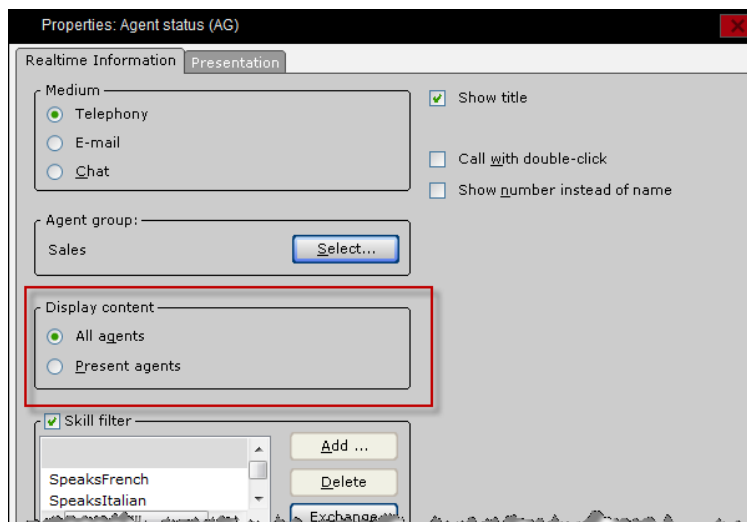 Properties: Agent status (AG)
Realtime Information
Presentation
Medium
Telephony
E-mail
Chat
Show title
Call with double-click
Show number instead of name
Agent group:
Sales
Select...
Display content
All agents
Present agents
Skill filter
Add ...
SpeaksFrench
Delete
SpeaksItalian
Exchange